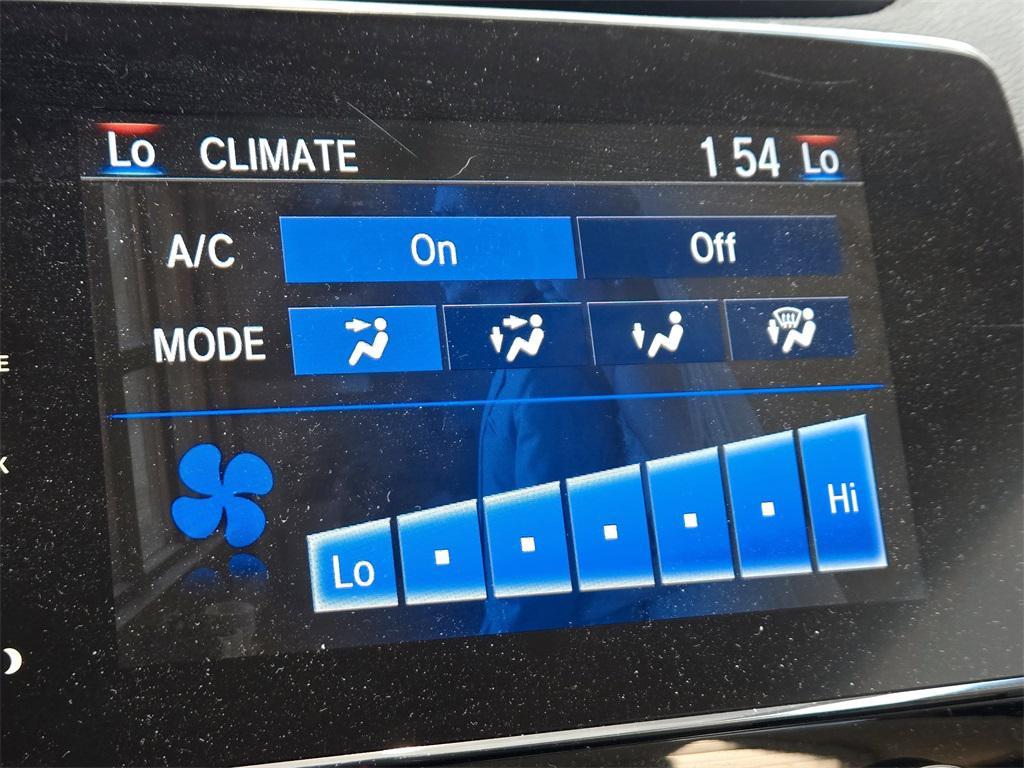 Lo CLIMATE 1 54 Lo
A/C On Off
MODE
Lo Hi
E
K